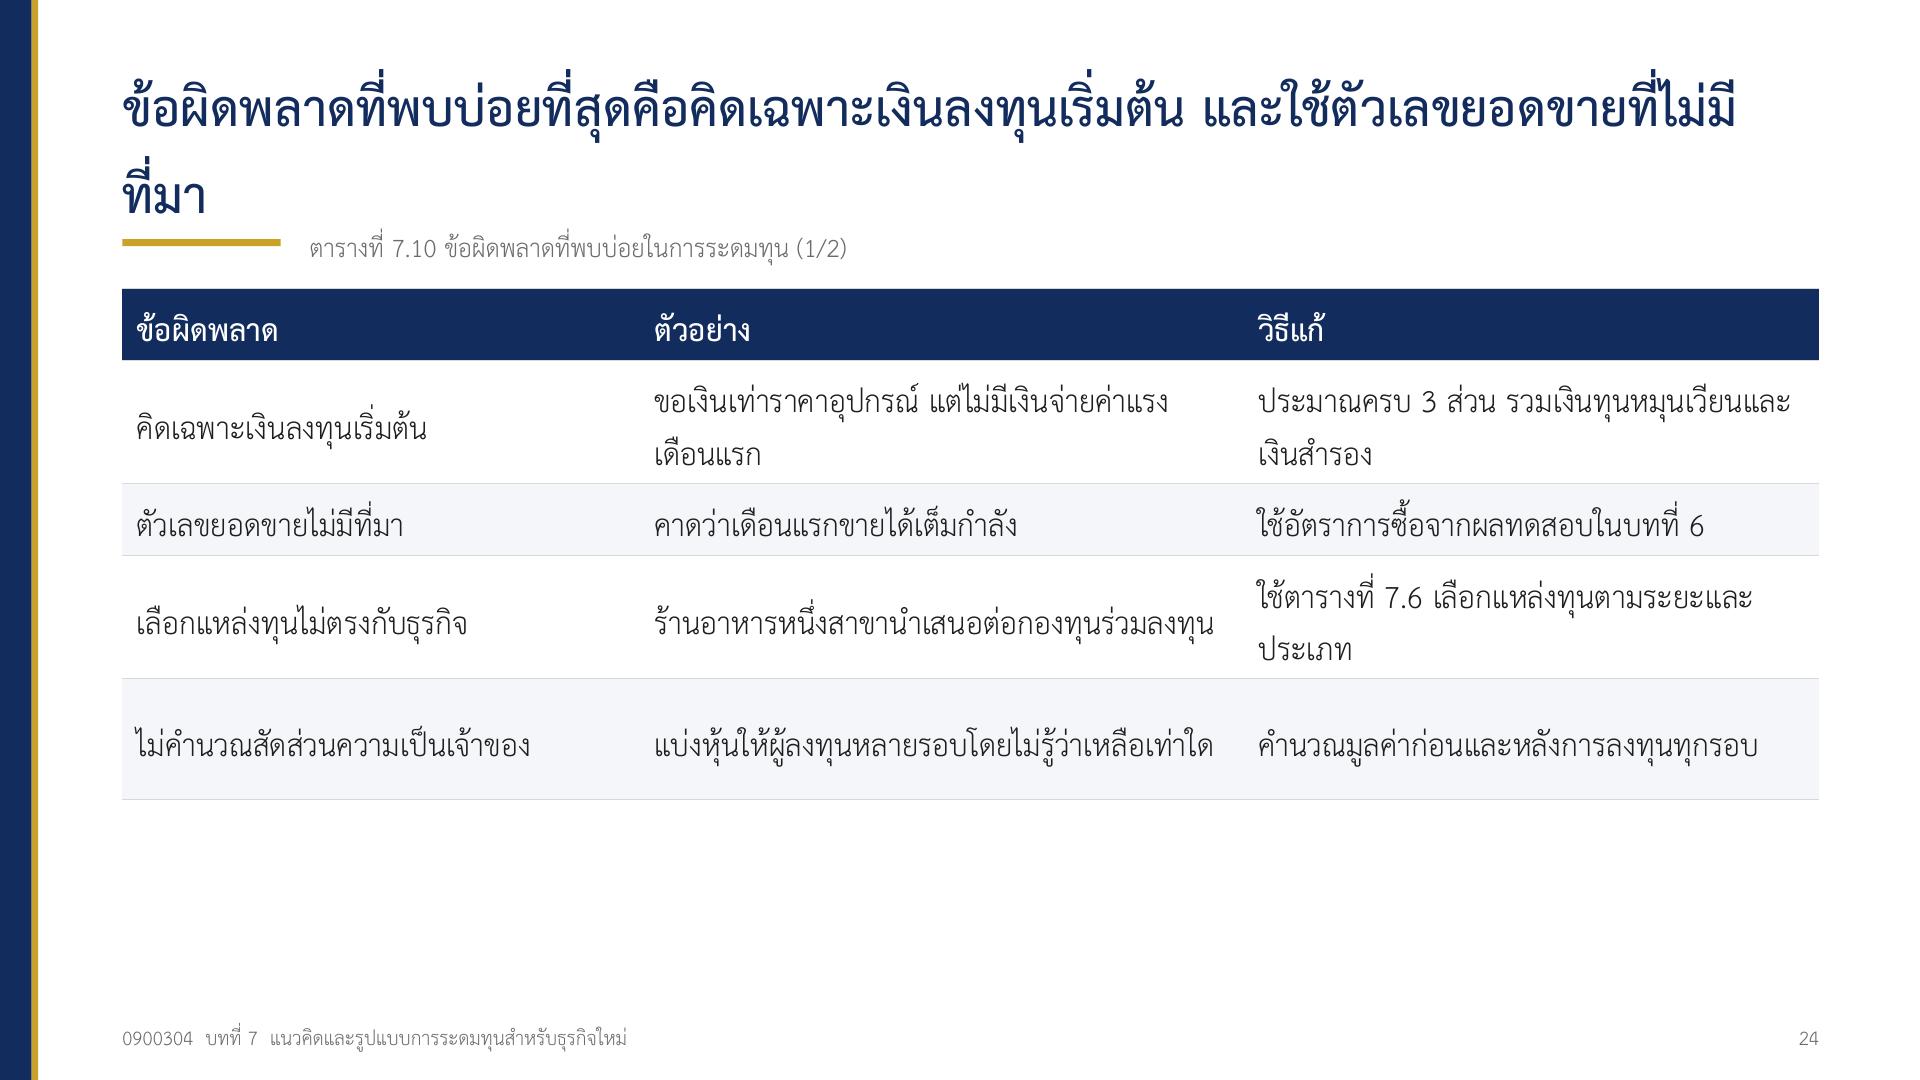 ข้อผิดพลาดที่พบบ่อยที่สุดคือคิดเฉพาะเงินลงทุนเริ่มต้น และใช้ตัวเลขยอดขายที่ไม่มี
ที่มา
ตารางที่ 7.10 ข้อผิดพลาดที่พบบ่อยในการระดมทุน (1/2)
ข้อผิดพลาด ตัวอย่าง วิธีแก้
คิดเฉพาะเงินลงทุนเริ่มต้น
ขอเงินเท่าราคาอุปกรณ์ แต่ไม่มีเงินจ่ายค่าแรง
เดือนแรก
ประมาณครบ 3 ส่วน รวมเงินทุนหมุนเวียนและ
เงินสำรอง
ตัวเลขยอดขายไม่มีที่มา คาดว่าเดือนแรกขายได้เต็มกำลัง ใช้อัตราการซื้อจากผลทดสอบในบทที่ 6
เลือกแหล่งทุนไม่ตรงกับธุรกิจ ร้านอาหารหนึ่งสาขานำเสนอต่อกองทุนร่วมลงทุน
ใช้ตารางที่ 7.6 เลือกแหล่งทุนตามระยะและ
ประเภท
ไม่คำนวณสัดส่วนความเป็นเจ้าของ แบ่งหุ้นให้ผู้ลงทุนหลายรอบโดยไม่รู้ว่าเหลือเท่าใด คำนวณมูลค่าก่อนและหลังการลงทุนทุกรอบ
0900304 บทที่ 7 แนวคิดและรูปแบบการระดมทุนสำหรับธุรกิจใหม่ 24